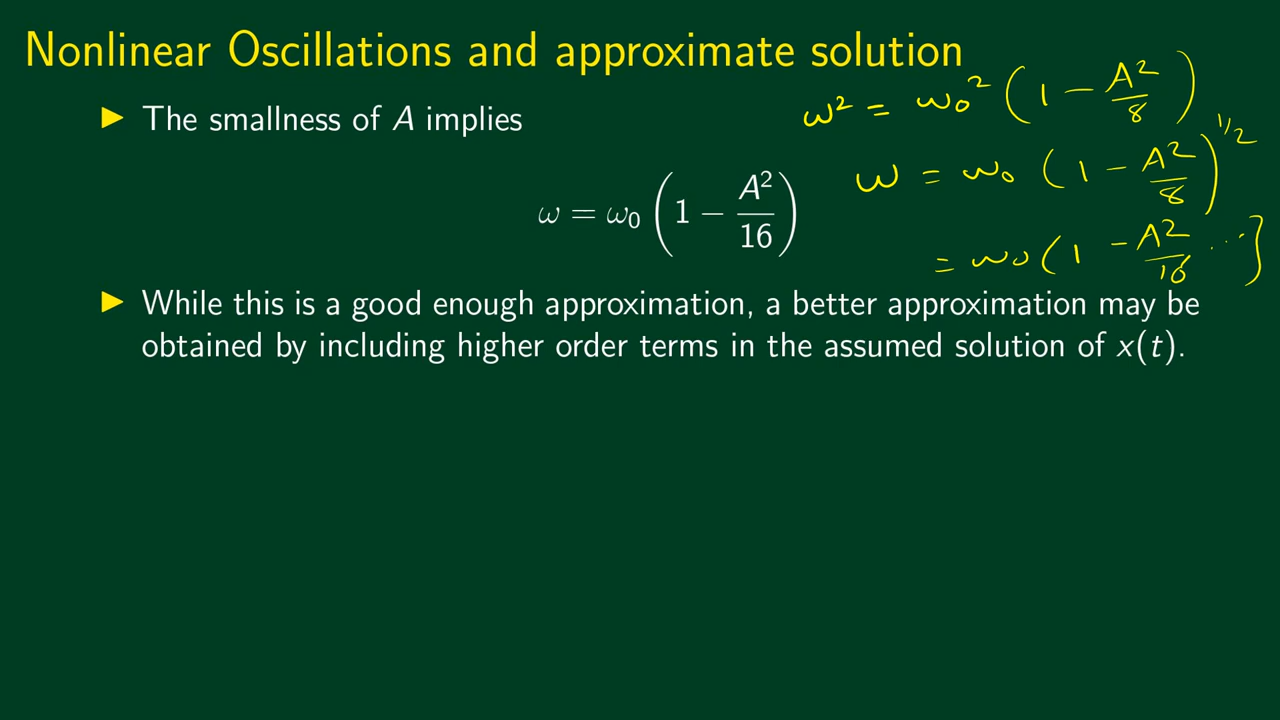 Nonlinear Oscillations and approximate solution
ω² = ω₀² (1 − A²/8)
▶ The smallness of A implies
ω = ω₀ (1 − A²/8)^1/2
ω = ω₀ (1 − A²/16)
= ω₀ (1 − A²/16 ...}
▶ While this is a good enough approximation, a better approximation may be
obtained by including higher order terms in the assumed solution of x(t).